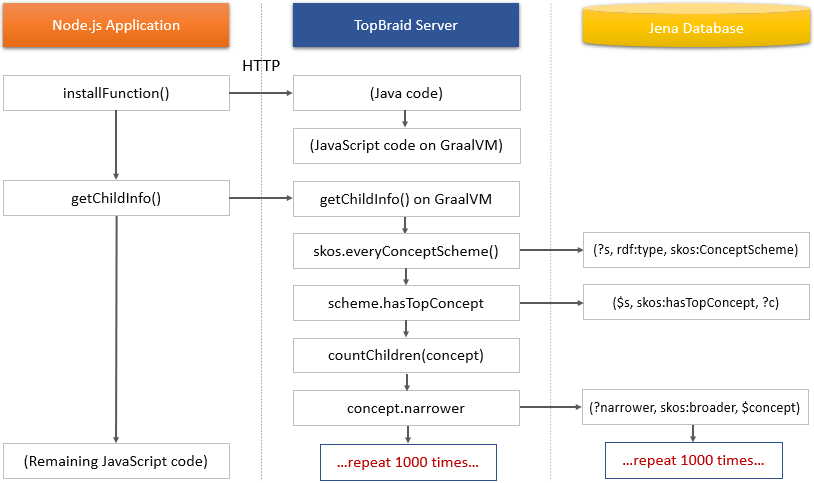 Node.js Application
TopBraid Server
Jena Database
HTTP
installFunction()
(Java code)
(JavaScript code on GraalVM)
getChildInfo()
getChildInfo() on GraalVM
skos.everyConceptScheme()
(?s, rdf:type, skos:ConceptScheme)
scheme.hasTopConcept
($s, skos:hasTopConcept, ?c)
countChildren(concept)
concept.narrower
(?narrower, skos:broader, $concept)
(Remaining JavaScript code)
…repeat 1000 times…
…repeat 1000 times…